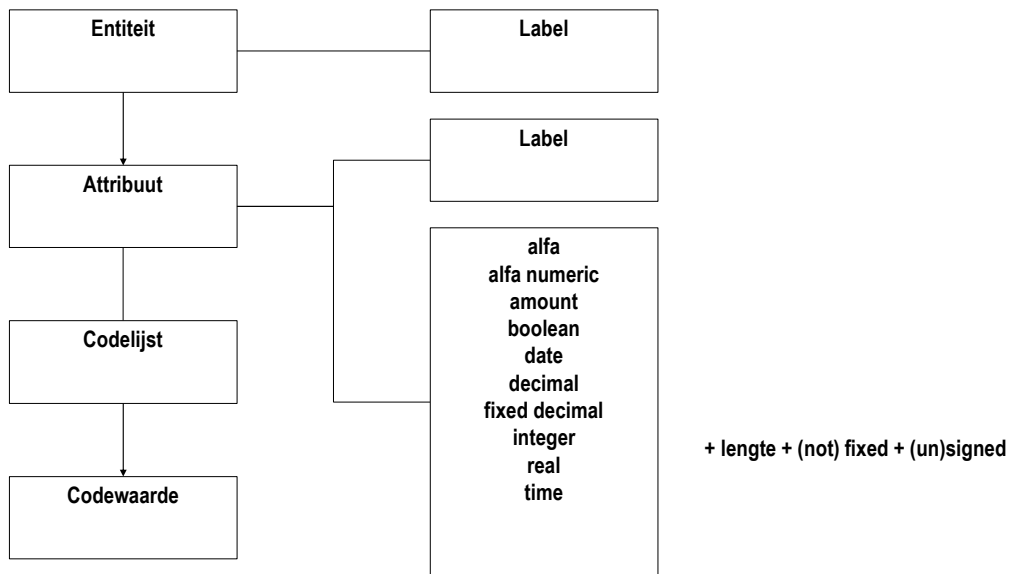 Entiteit
Label
Label
Attribuut
alfa
alfa numeric
amount
boolean
date
decimal
fixed decimal
integer
real
time
+ lengte + (not) fixed + (un)signed
Codelijst
Codewaarde